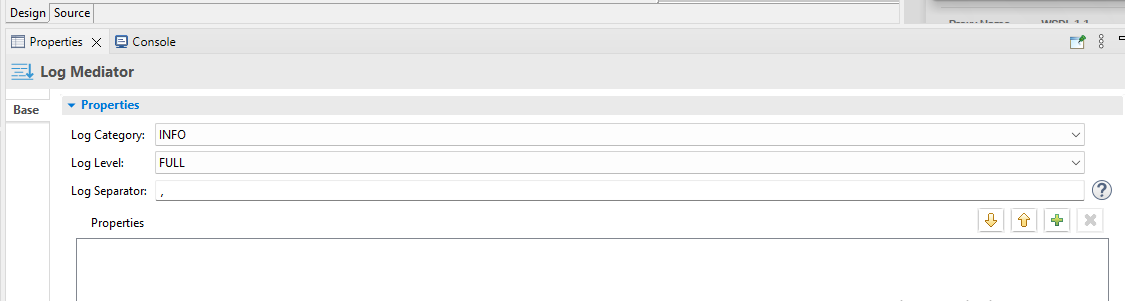 Design Source
Properties Console
Log Mediator
Base
Properties
Log Category: INFO
Log Level: FULL
Log Separator: ,
Properties